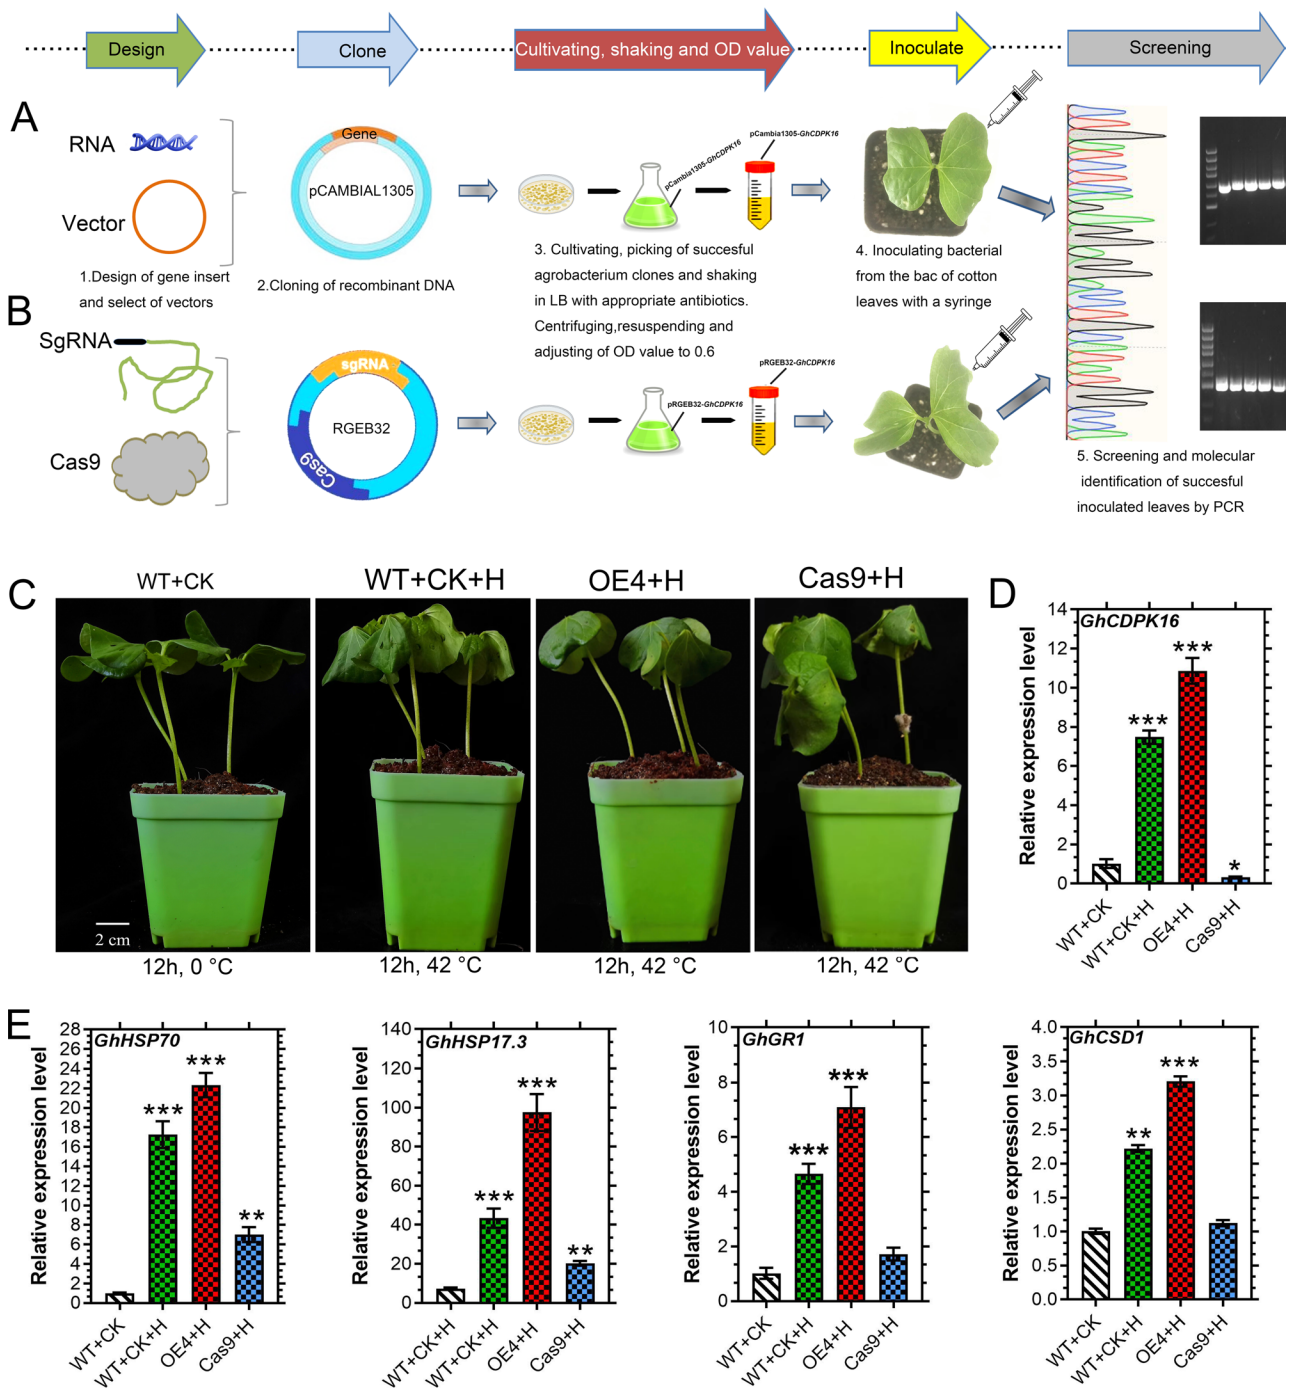 Design
Clone
Cultivating, shaking and OD value
Inoculate
Screening
A
RNA
Vector
1.Design of gene insert
and select of vectors
Gene
pCAMBIAL1305
2.Cloning of recombinant DNA
pCambia1305-GhCDPK16
pCambia1305-GhCDPK16
3. Cultivating, picking of succesful
agrobacterium clones and shaking
in LB with appropriate antibiotics.
Centrifuging,resuspending and
adjusting of OD value to 0.6
4. Inoculating bacterial
from the bac of cotton
leaves with a syringe
B
SgRNA
Cas9
sgRNA
RGEB32
Cas9
pRGEB32-GhCDPK16
pRGEB32-GhCDPK16
5. Screening and molecular
identification of succesful
inoculated leaves by PCR
C
WT+CK
WT+CK+H
OE4+H
Cas9+H
2 cm
12h, 0 °C
12h, 42 °C
12h, 42 °C
12h, 42 °C
D
GhCDPK16
Relative expression level
14
12
10
8
6
4
2
0
***
***
*
WT+CK
WT+CK+H
OE4+H
Cas9+H
E
GhHSP70
Relative expression level
28
26
24
22
20
18
16
14
12
10
8
6
4
2
0
***
***
**
WT+CK
WT+CK+H
OE4+H
Cas9+H
GhHSP17.3
Relative expression level
140
120
100
80
60
40
20
0
***
***
**
WT+CK+H
WT+CK+H
OE4+H
Cas9+H
GhGR1
Relative expression level
10
8
6
4
2
0
***
***
WT+CK
WT+CK+H
OE4+H
Cas9+H
GhCSD1
Relative expression level
4.0
3.5
3.0
2.5
2.0
1.5
1.0
0.5
0.0
**
***
WT+CK
WT+CK+H
OE4+H
Cas9+H